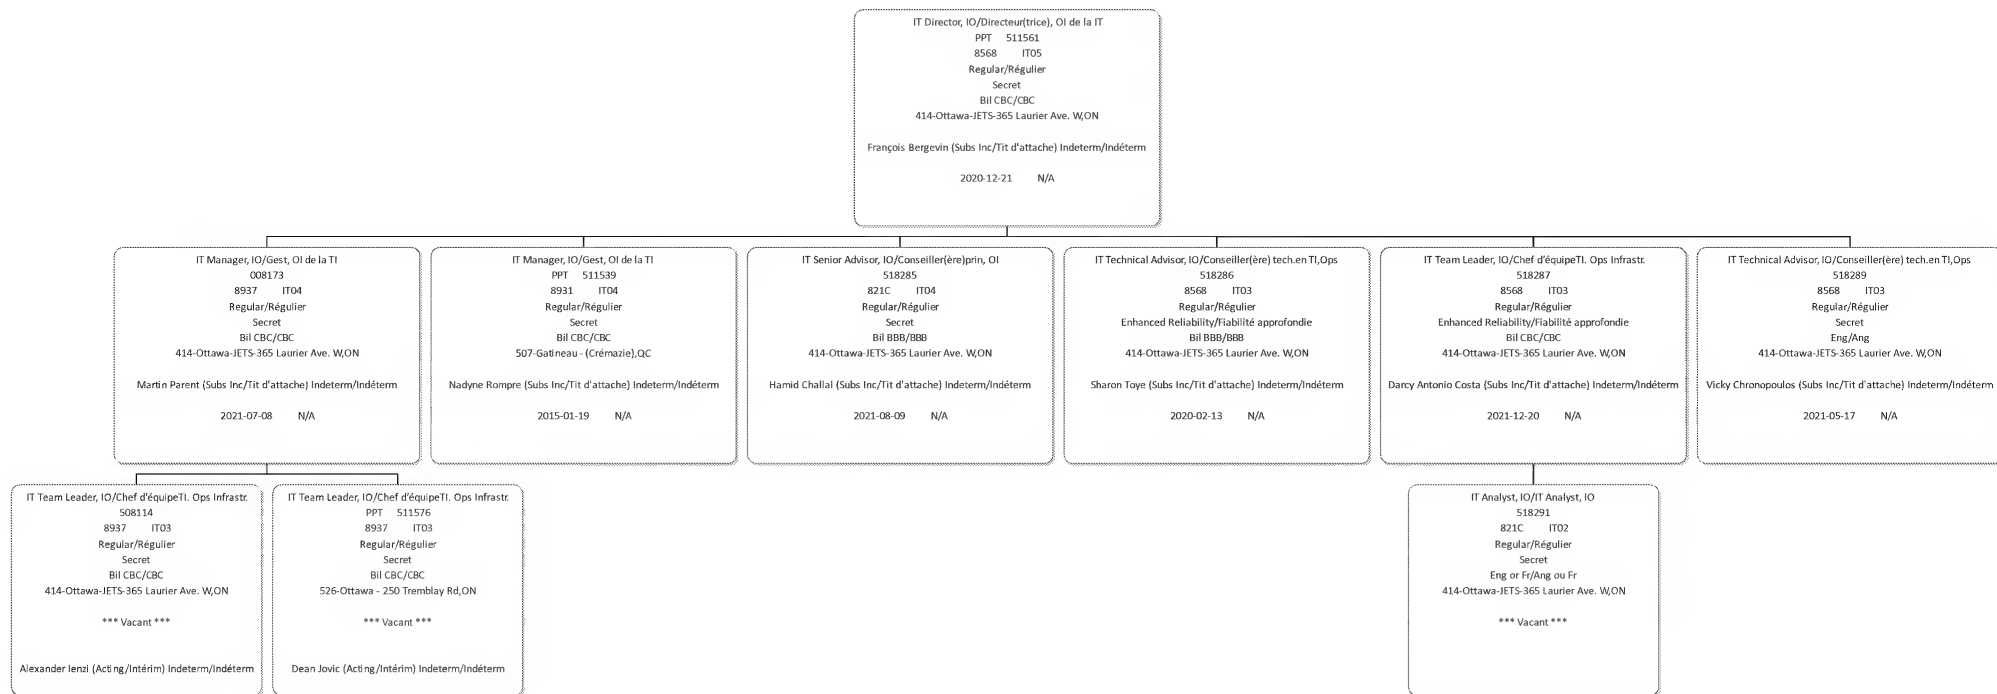 IT Director, IO/Directeur(trice), OI de la IT
PPT 511561
8568 IT05
Regular/Régulier
Secret
Bil CBC/CBC
414-Ottawa-JETS-365 Laurier Ave. W,ON
François Bergevin (Subs Inc/Tit d'attache) Indeterm/Indéterm
2020-12-21 N/A
IT Manager, IO/Gest, OI de la TI
008173
8937 IT04
Regular/Régulier
Secret
Bil CBC/CBC
414-Ottawa-JETS-365 Laurier Ave. W,ON
Martin Parent (Subs Inc/Tit d'attache) Indeterm/Indéterm
2021-07-08 N/A
IT Manager, IO/Gest, OI de la TI
PPT 511539
8931 IT04
Regular/Régulier
Secret
Bil CBC/CBC
507-Gatineau - (Crémazie),QC
Nadyne Rompre (Subs Inc/Tit d'attache) Indeterm/Indéterm
2015-01-19 N/A
IT Senior Advisor, IO/Conseiller(ère)prin, OI
518285
821C IT04
Regular/Régulier
Secret
Bil BBB/BBB
414-Ottawa-JETS-365 Laurier Ave. W,ON
Hamid Challal (Subs Inc/Tit d'attache) Indeterm/Indéterm
2021-08-09 N/A
IT Technical Advisor, IO/Conseiller(ère) tech.en TI,Ops
518286
8568 IT03
Regular/Régulier
Enhanced Reliability/Fiabilité approfondie
Bil BBB/BBB
414-Ottawa-JETS-365 Laurier Ave. W,ON
Sharon Toye (Subs Inc/Tit d'attache) Indeterm/Indéterm
2020-02-13 N/A
IT Team Leader, IO/Chef d'équipeTI. Ops Infrastr.
518287
8568 IT03
Regular/Régulier
Enhanced Reliability/Fiabilité approfondie
Bil CBC/CBC
414-Ottawa-JETS-365 Laurier Ave. W,ON
Darcy Antonio Costa (Subs Inc/Tit d'attache) Indeterm/Indéterm
2021-12-20 N/A
IT Technical Advisor, IO/Conseiller(ère) tech.en TI,Ops
518289
8568 IT03
Regular/Régulier
Secret
Eng/Ang
414-Ottawa-JETS-365 Laurier Ave. W,ON
Vicky Chronopoulos (Subs Inc/Tit d'attache) Indeterm/Indéterm
2021-05-17 N/A
IT Team Leader, IO/Chef d'équipeTI. Ops Infrastr.
508114
8937 IT03
Regular/Régulier
Secret
Bil CBC/CBC
414-Ottawa-JETS-365 Laurier Ave. W,ON
*** Vacant ***
Alexander Ienzi (Acting/Intérim) Indeterm/Indéterm
IT Team Leader, IO/Chef d'équipeTI. Ops Infrastr.
PPT 511576
8937 IT03
Regular/Régulier
Secret
Bil CBC/CBC
526-Ottawa - 250 Tremblay Rd,ON
*** Vacant ***
Dean Jovic (Acting/Intérim) Indeterm/Indéterm
IT Analyst, IO/IT Analyst, IO
518291
821C IT02
Regular/Régulier
Secret
Eng or Fr/Ang ou Fr
414-Ottawa-JETS-365 Laurier Ave. W,ON
*** Vacant ***